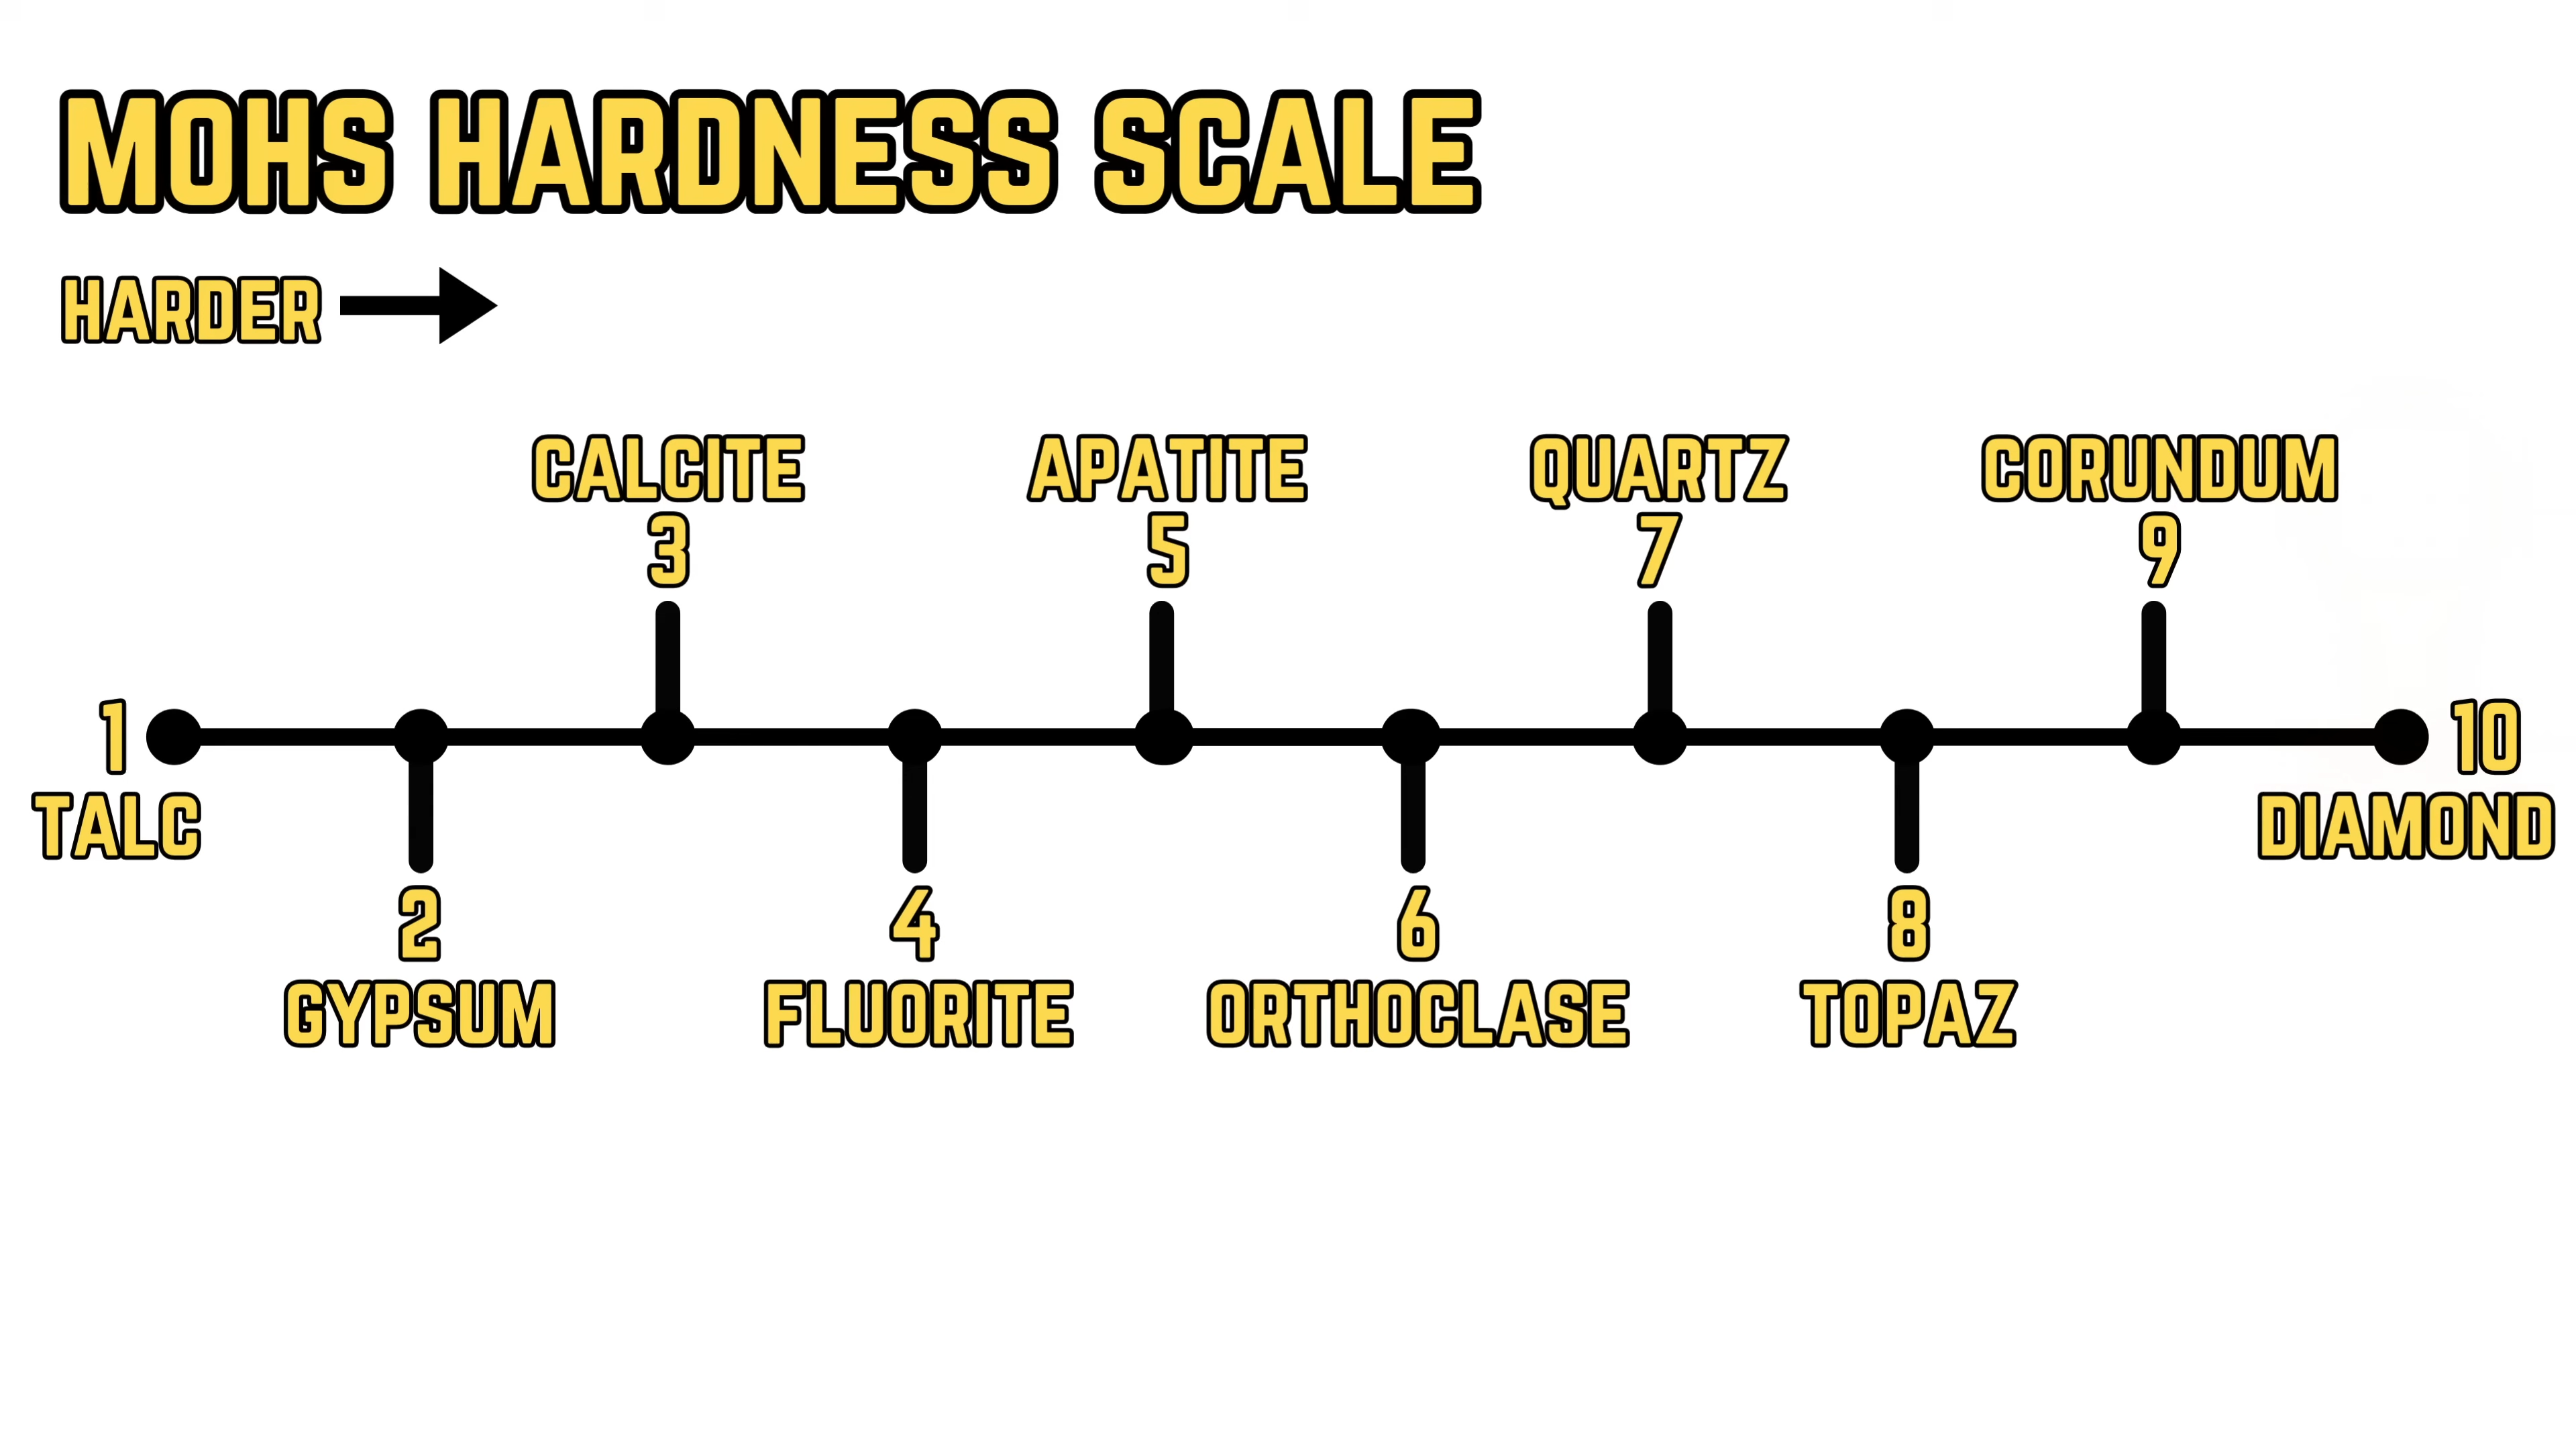 MOHS HARDNESS SCALE
HARDER
CALCITE
3
APATITE
5
QUARTZ
7
CORUNDUM
9
1
TALC
10
DIAMOND
2
GYPSUM
4
FLUORITE
6
ORTHOCLASE
8
TOPAZ